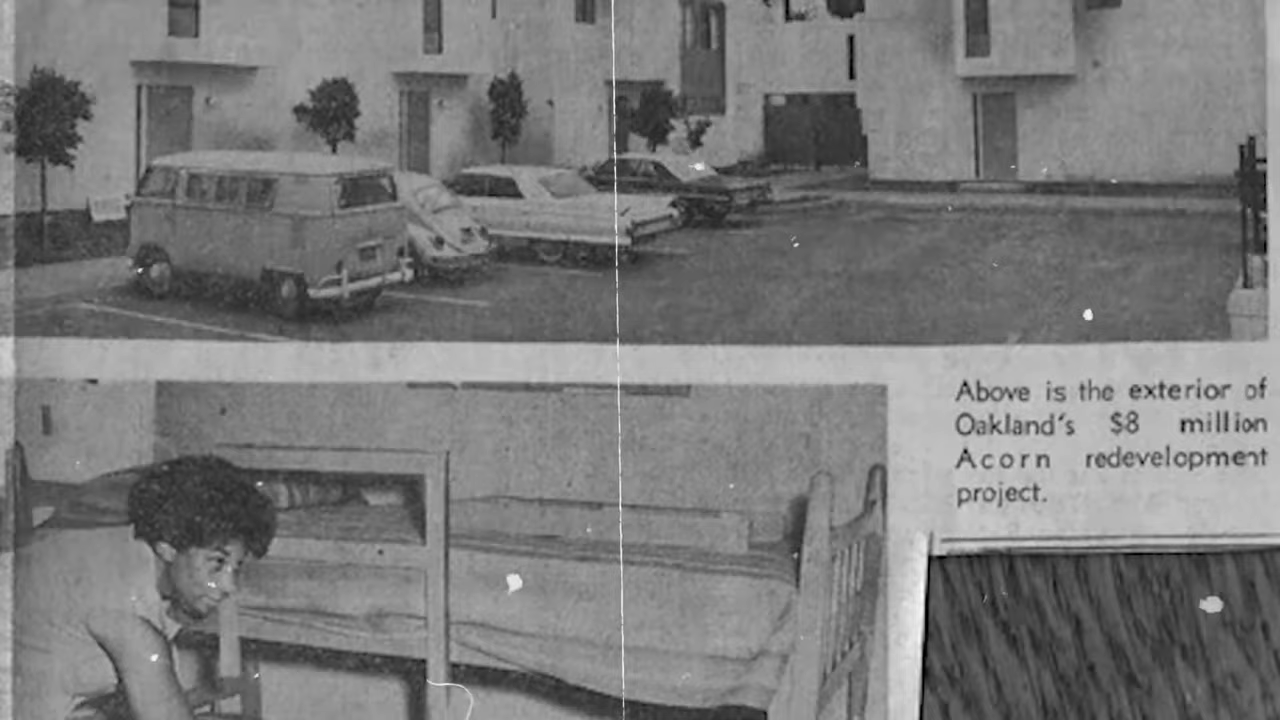 Above is the exterior of
Oakland's $8 million
Acorn redevelopment
project.